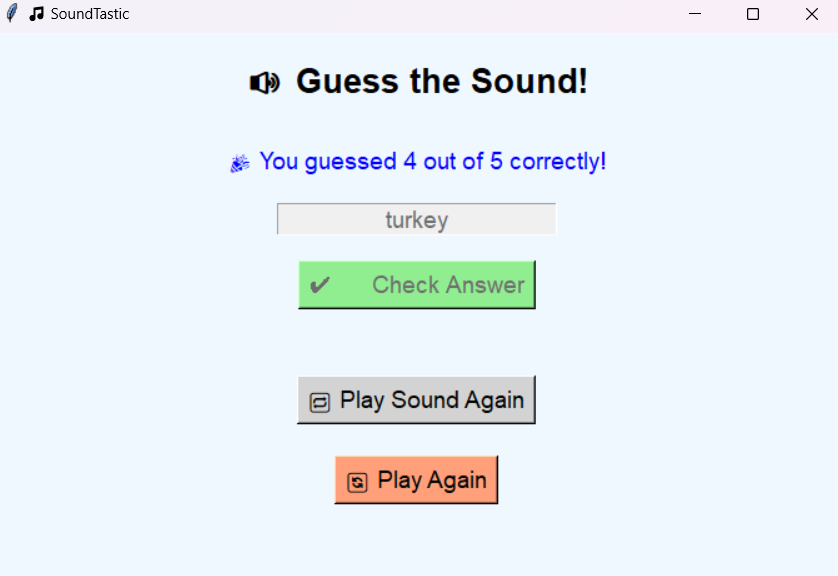 SoundTastic
Guess the Sound!
You guessed 4 out of 5 correctly!
turkey
Check Answer
Play Sound Again
Play Again